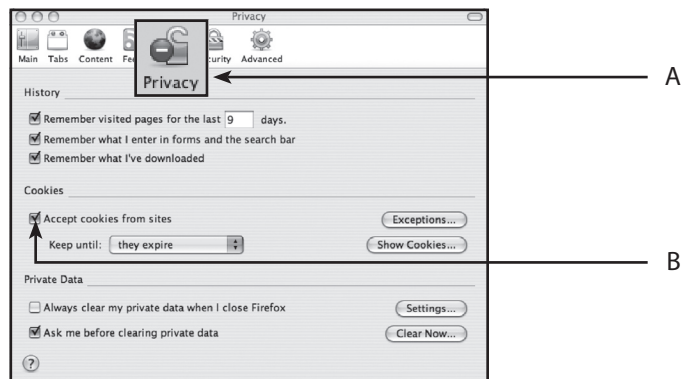 Privacy
Main Tabs Content Fe curity Advanced
Privacy
A
History
Remember visited pages for the last 9 days.
Remember what I enter in forms and the search bar
Remember what I've downloaded
Cookies
Accept cookies from sites Exceptions...
Keep until: they expire Show Cookies...
B
Private Data
Always clear my private data when I close Firefox Settings...
Ask me before clearing private data Clear Now...
?